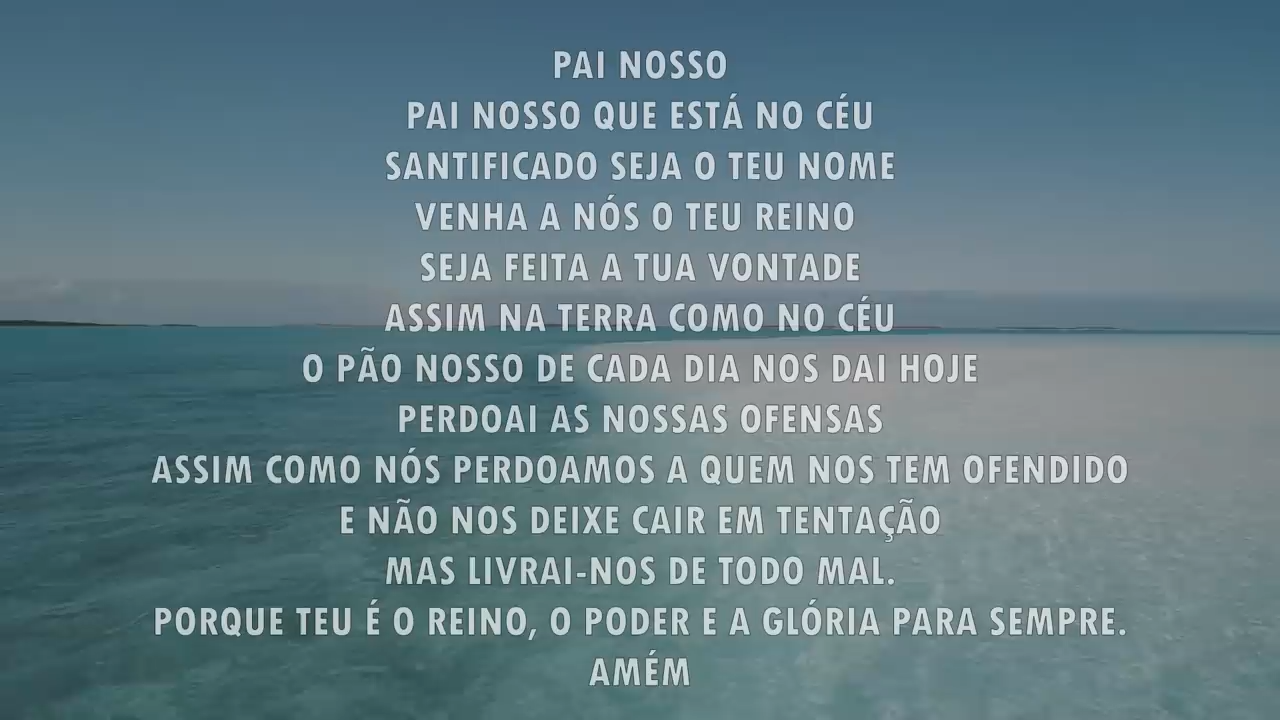 PAI NOSSO
PAI NOSSO QUE ESTÁ NO CÉU
SANTIFICADO SEJA O TEU NOME
VENHA A NÓS O TEU REINO
SEJA FEITA A TUA VONTADE
ASSIM NA TERRA COMO NO CÉU
O PÃO NOSSO DE CADA DIA NOS DAI HOJE
PERDOAI AS NOSSAS OFENSAS
ASSIM COMO NÓS PERDOAMOS A QUEM NOS TEM OFENDIDO
E NÃO NOS DEIXE CAIR EM TENTAÇÃO
MAS LIVRAI-NOS DE TODO MAL.
PORQUE TEU É O REINO, O PODER E A GLÓRIA PARA SEMPRE.
AMÉM